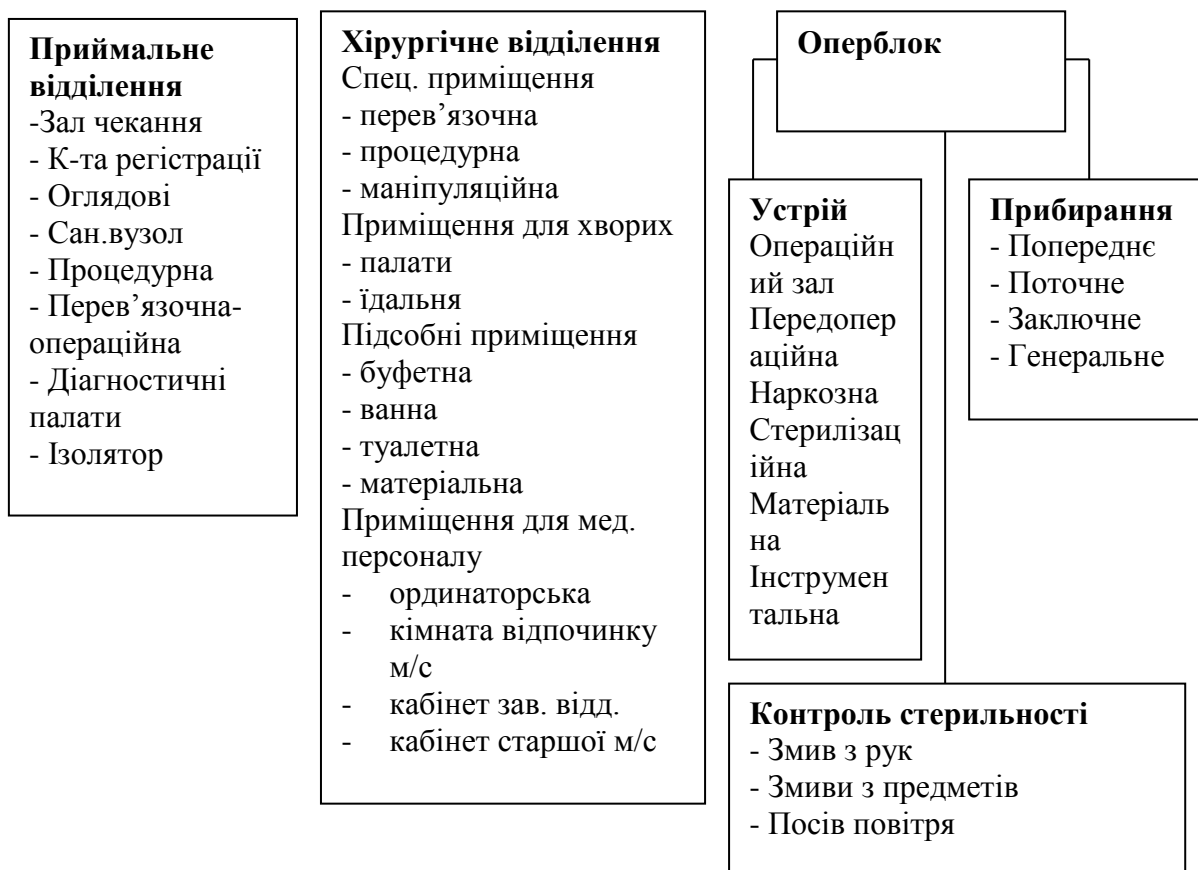 Приймальне
відділення
-Зал чекання
- К-та регістрації
- Оглядові
- Сан.вузол
- Процедурна
- Перев’язочна-
операційна
- Діагностичні
палати
- Ізолятор
Хірургічне відділення
Спец. приміщення
- перев’язочна
- процедурна
- маніпуляційна
Приміщення для хворих
- палати
- їдальня
Підсобні приміщення
- буфетна
- ванна
- туалетна
- матеріальна
Приміщення для мед.
персоналу
- ординаторська
- кімната відпочинку
м/с
- кабінет зав. відд.
- кабінет старшої м/с
Оперблок
Устрій
Операційн
ий зал
Передопер
аційна
Наркозна
Стерилізац
ійна
Матеріаль
на
Інструмен
тальна
Прибирання
- Попереднє
- Поточне
- Заключне
- Генеральне
Контроль стерильності
- Змив з рук
- Змиви з предметів
- Посів повітря